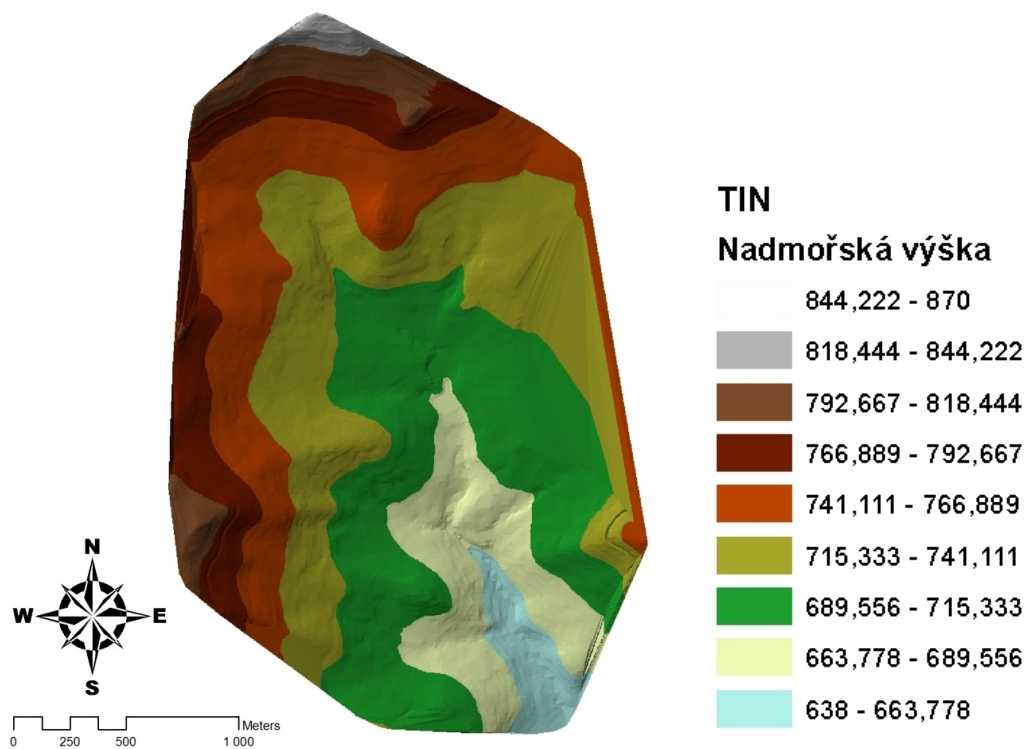 TIN
Nadmořská výška
844,222 - 870
818,444 - 844,222
792,667 - 818,444
766,889 - 792,667
741,111 - 766,889
715,333 - 741,111
689,556 - 715,333
663,778 - 689,556
638 - 663,778
N
W E
S
Meters
0 250 500 1 000